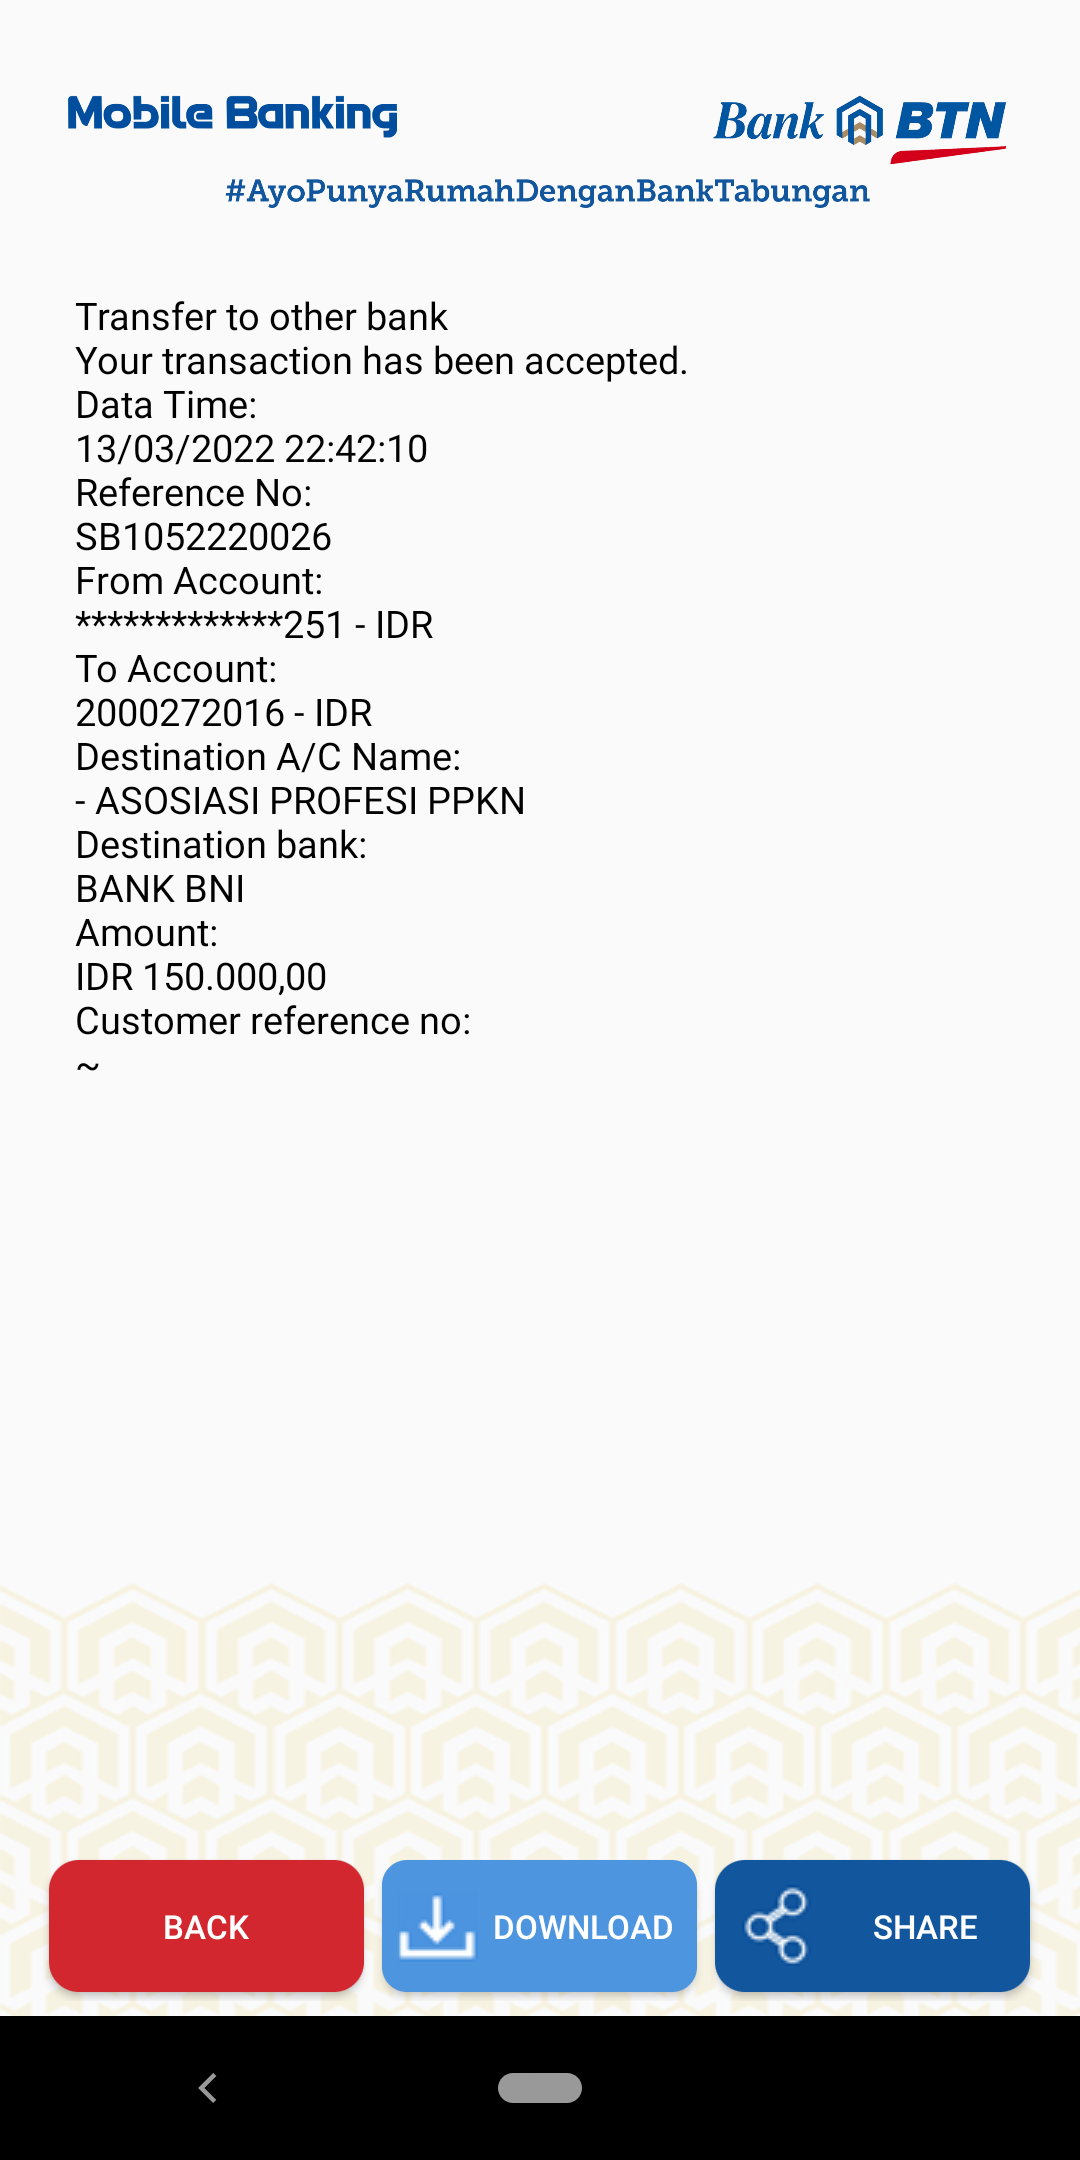 Mobile Banking
Bank BTN
#AyoPunyaRumahDenganBankTabungan
Transfer to other bank
Your transaction has been accepted.
Data Time:
13/03/2022 22:42:10
Reference No:
SB1052220026
From Account:
*************251 - IDR
To Account:
2000272016 - IDR
Destination A/C Name:
- ASOSIASI PROFESI PPKN
Destination bank:
BANK BNI
Amount:
IDR 150.000,00
Customer reference no:
~
BACK
DOWNLOAD
SHARE